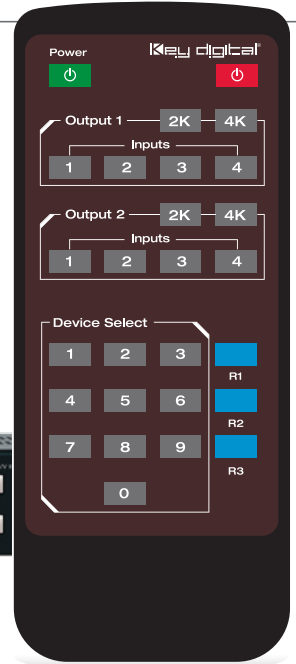 Power Key digital
Output 1 2K 4K
Inputs
1 2 3 4
Output 2 2K 4K
Inputs
1 2 3 4
Device Select
1 2 3
R1
4 5 6
R2
7 8 9
R3
0